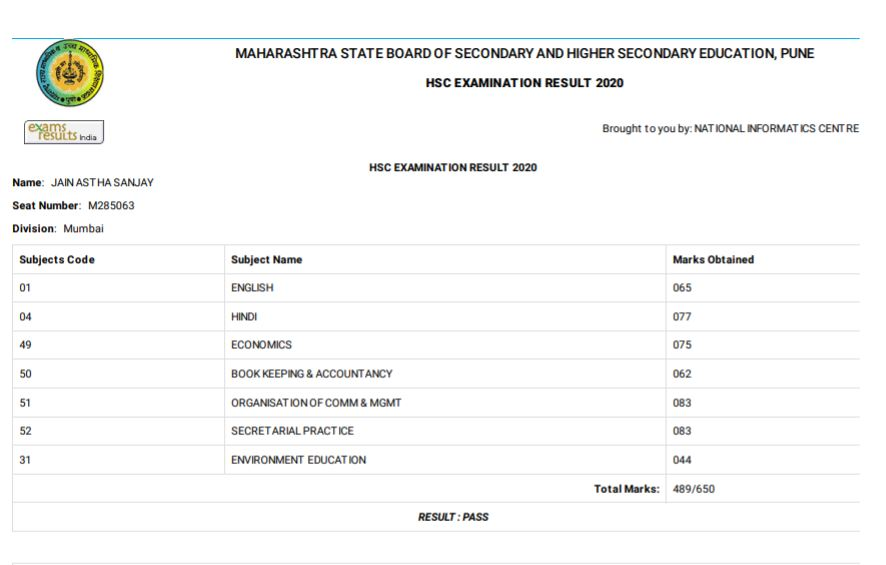 MAHARASHTRA STATE BOARD OF SECONDARY AND HIGHER SECONDARY EDUCATION, PUNE
HSC EXAMINATION RESULT 2020
exams
results India
Brought to you by: NATIONAL INFORMATICS CENTRE
HSC EXAMINATION RESULT 2020
Name: JAIN ASTHA SANJAY
Seat Number: M285063
Division: Mumbai
Subjects Code Subject Name Marks Obtained
01 ENGLISH 065
04 HINDI 077
49 ECONOMICS 075
50 BOOK KEEPING & ACCOUNTANCY 062
51 ORGANISATION OF COMM & MGMT 083
52 SECRETARIAL PRACTICE 083
31 ENVIRONMENT EDUCATION 044
Total Marks: 489/650
RESULT : PASS